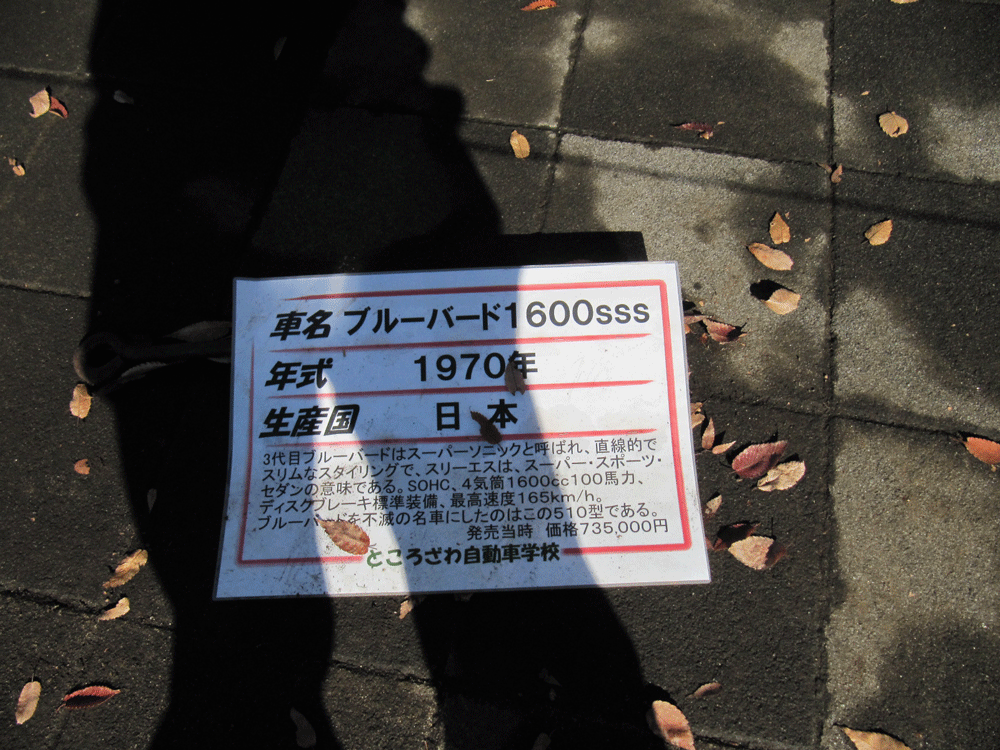 車名 ブルーバード1600sss
年式 1970年
生産国 日本
3代目ブルーバードはスーパーソニックと呼ばれ、直線的で
スリムなスタイリングで、スリーエスは、スーパー・スポーツ・
セダンの意味である。SOHC、4気筒1600cc100馬力、
ディスクブレーキ標準装備、最高速度165km/h。
ブルーバードを不滅の名車にしたのはこの510型である。
発売当時 価格735,000円
ところざわ自動車学校